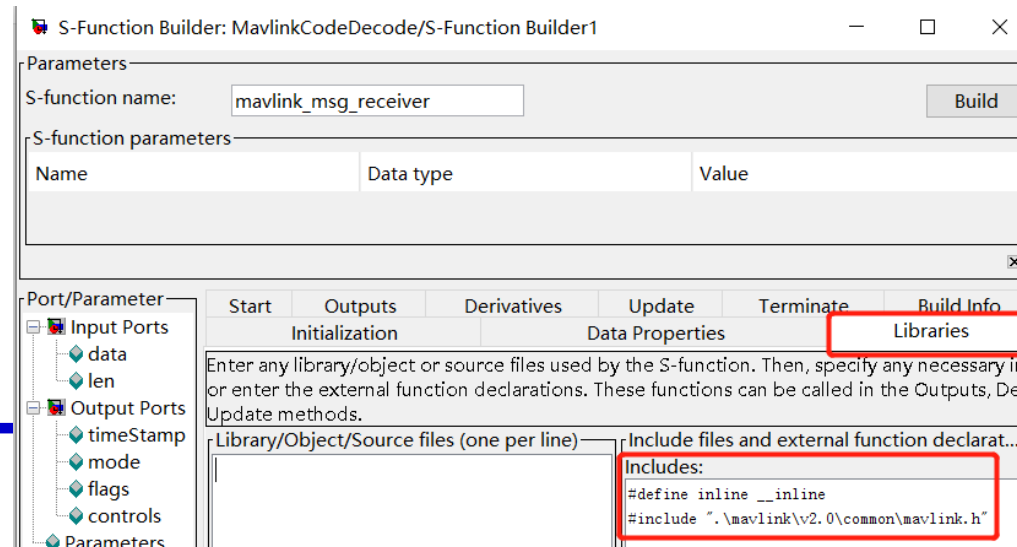 S-Function Builder: MavlinkCodeDecode/S-Function Builder1
Parameters
S-function name: mavlink_msg_receiver Build
S-function parameters
Name Data type Value
Port/Parameter
Input Ports
data
len
Output Ports
timeStamp
mode
flags
controls
Parameters
Start Outputs Derivatives Update Terminate Build Info
Initialization Data Properties Libraries
Enter any library/object or source files used by the S-function. Then, specify any necessary i
or enter the external function declarations. These functions can be called in the Outputs, De
Update methods.
Library/Object/Source files (one per line)
Include files and external function declarat...
Includes:
#define inline __inline
#include ".\mavlink\v2.0\common\mavlink.h"